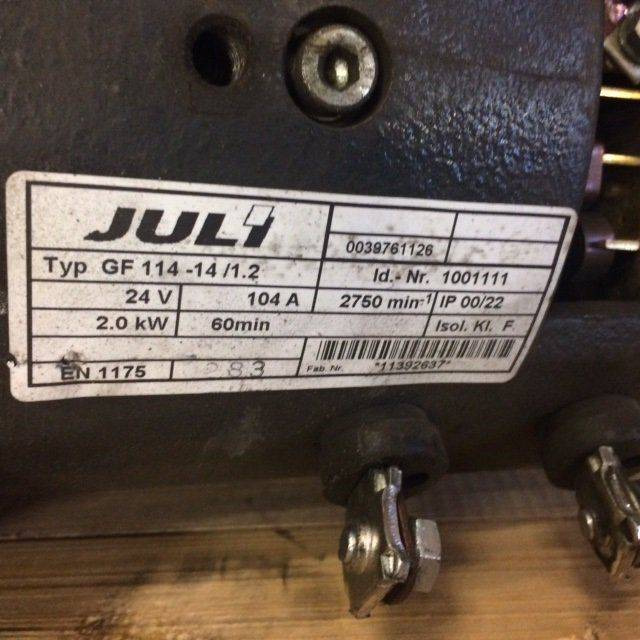 JULi
0039761126
Typ GF 114 -14 /1.2 Id.- Nr. 1001111
24 V 104 A 2750 min-1 IP 00/22
2.0 kW 60min Isol. Kl. F
EN 1175 Fab Nr. *11392637*